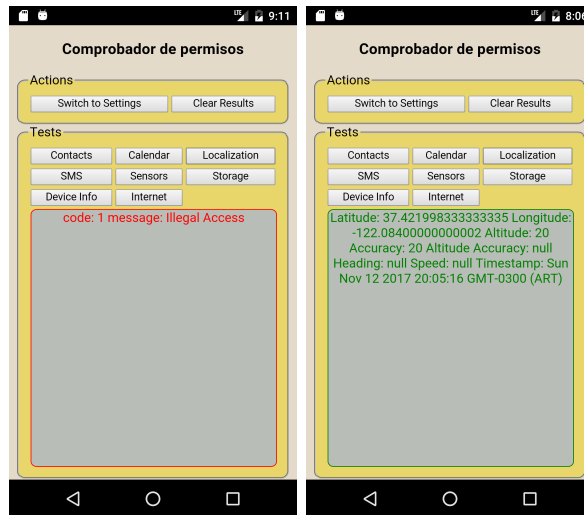 LTE 9:11
Comprobador de permisos
Actions
Switch to Settings Clear Results
Tests
Contacts Calendar Localization
SMS Sensors Storage
Device Info Internet
code: 1 message: Illegal Access
LTE 8:06
Comprobador de permisos
Actions
Switch to Settings Clear Results
Tests
Contacts Calendar Localization
SMS Sensors Storage
Device Info Internet
Latitude: 37.421998333333335 Longitude:
-122.08400000000002 Altitude: 20
Accuracy: 20 Altitude Accuracy: null
Heading: null Speed: null Timestamp: Sun
Nov 12 2017 20:05:16 GMT-0300 (ART)